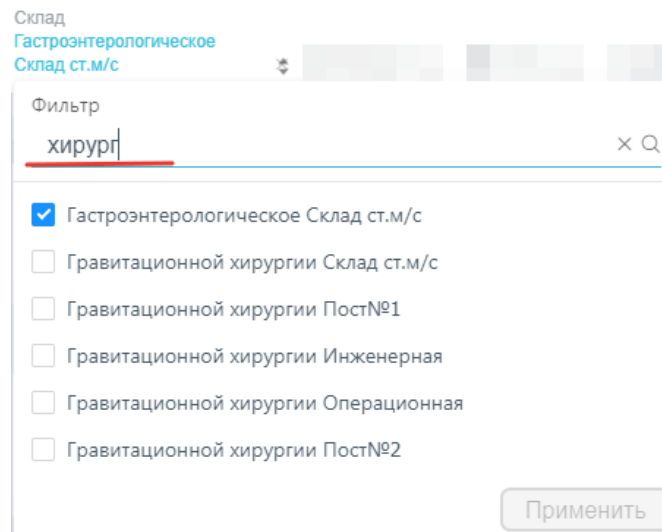 Склад
Гастроэнтерологическое
Склад ст.м/с
Фильтр
хирург
Гастроэнтерологическое Склад ст.м/с
Гравитационной хирургии Склад ст.м/с
Гравитационной хирургии Пост№1
Гравитационной хирургии Инженерная
Гравитационной хирургии Операционная
Гравитационной хирургии Пост№2
Применить